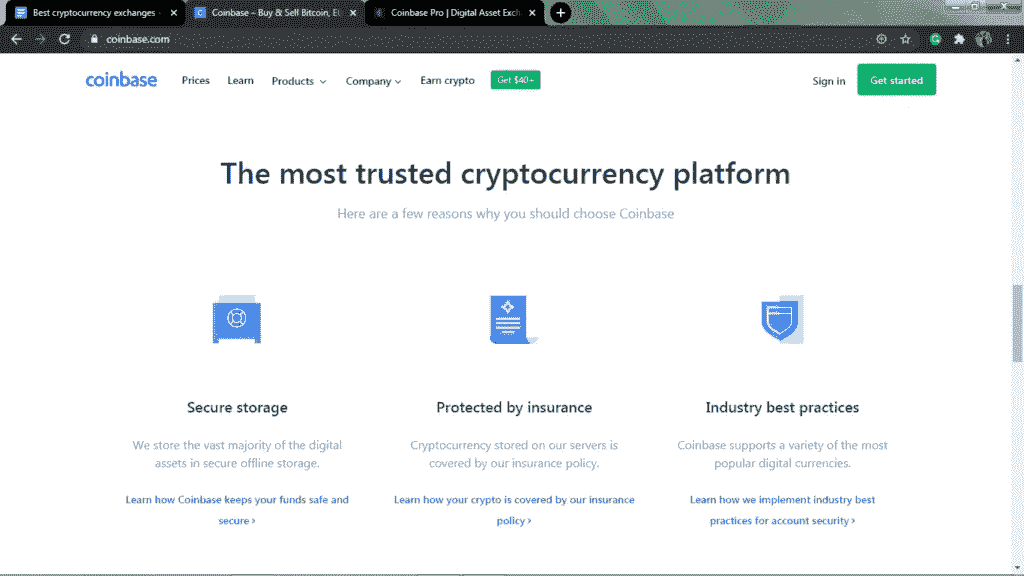 Best cryptocurrency exchanges
Coinbase – Buy & Sell Bitcoin, Et
Coinbase Pro | Digital Asset Exch
coinbase.com
coinbase
Prices
Learn
Products
Company
Earn crypto
Get $40+
Sign in
Get started
The most trusted cryptocurrency platform
Here are a few reasons why you should choose Coinbase
Secure storage
We store the vast majority of the digital
assets in secure offline storage.
Learn how Coinbase keeps your funds safe and
secure ›
Protected by insurance
Cryptocurrency stored on our servers is
covered by our insurance policy.
Learn how your crypto is covered by our insurance
policy ›
Industry best practices
Coinbase supports a variety of the most
popular digital currencies.
Learn how we implement industry best
practices for account security ›